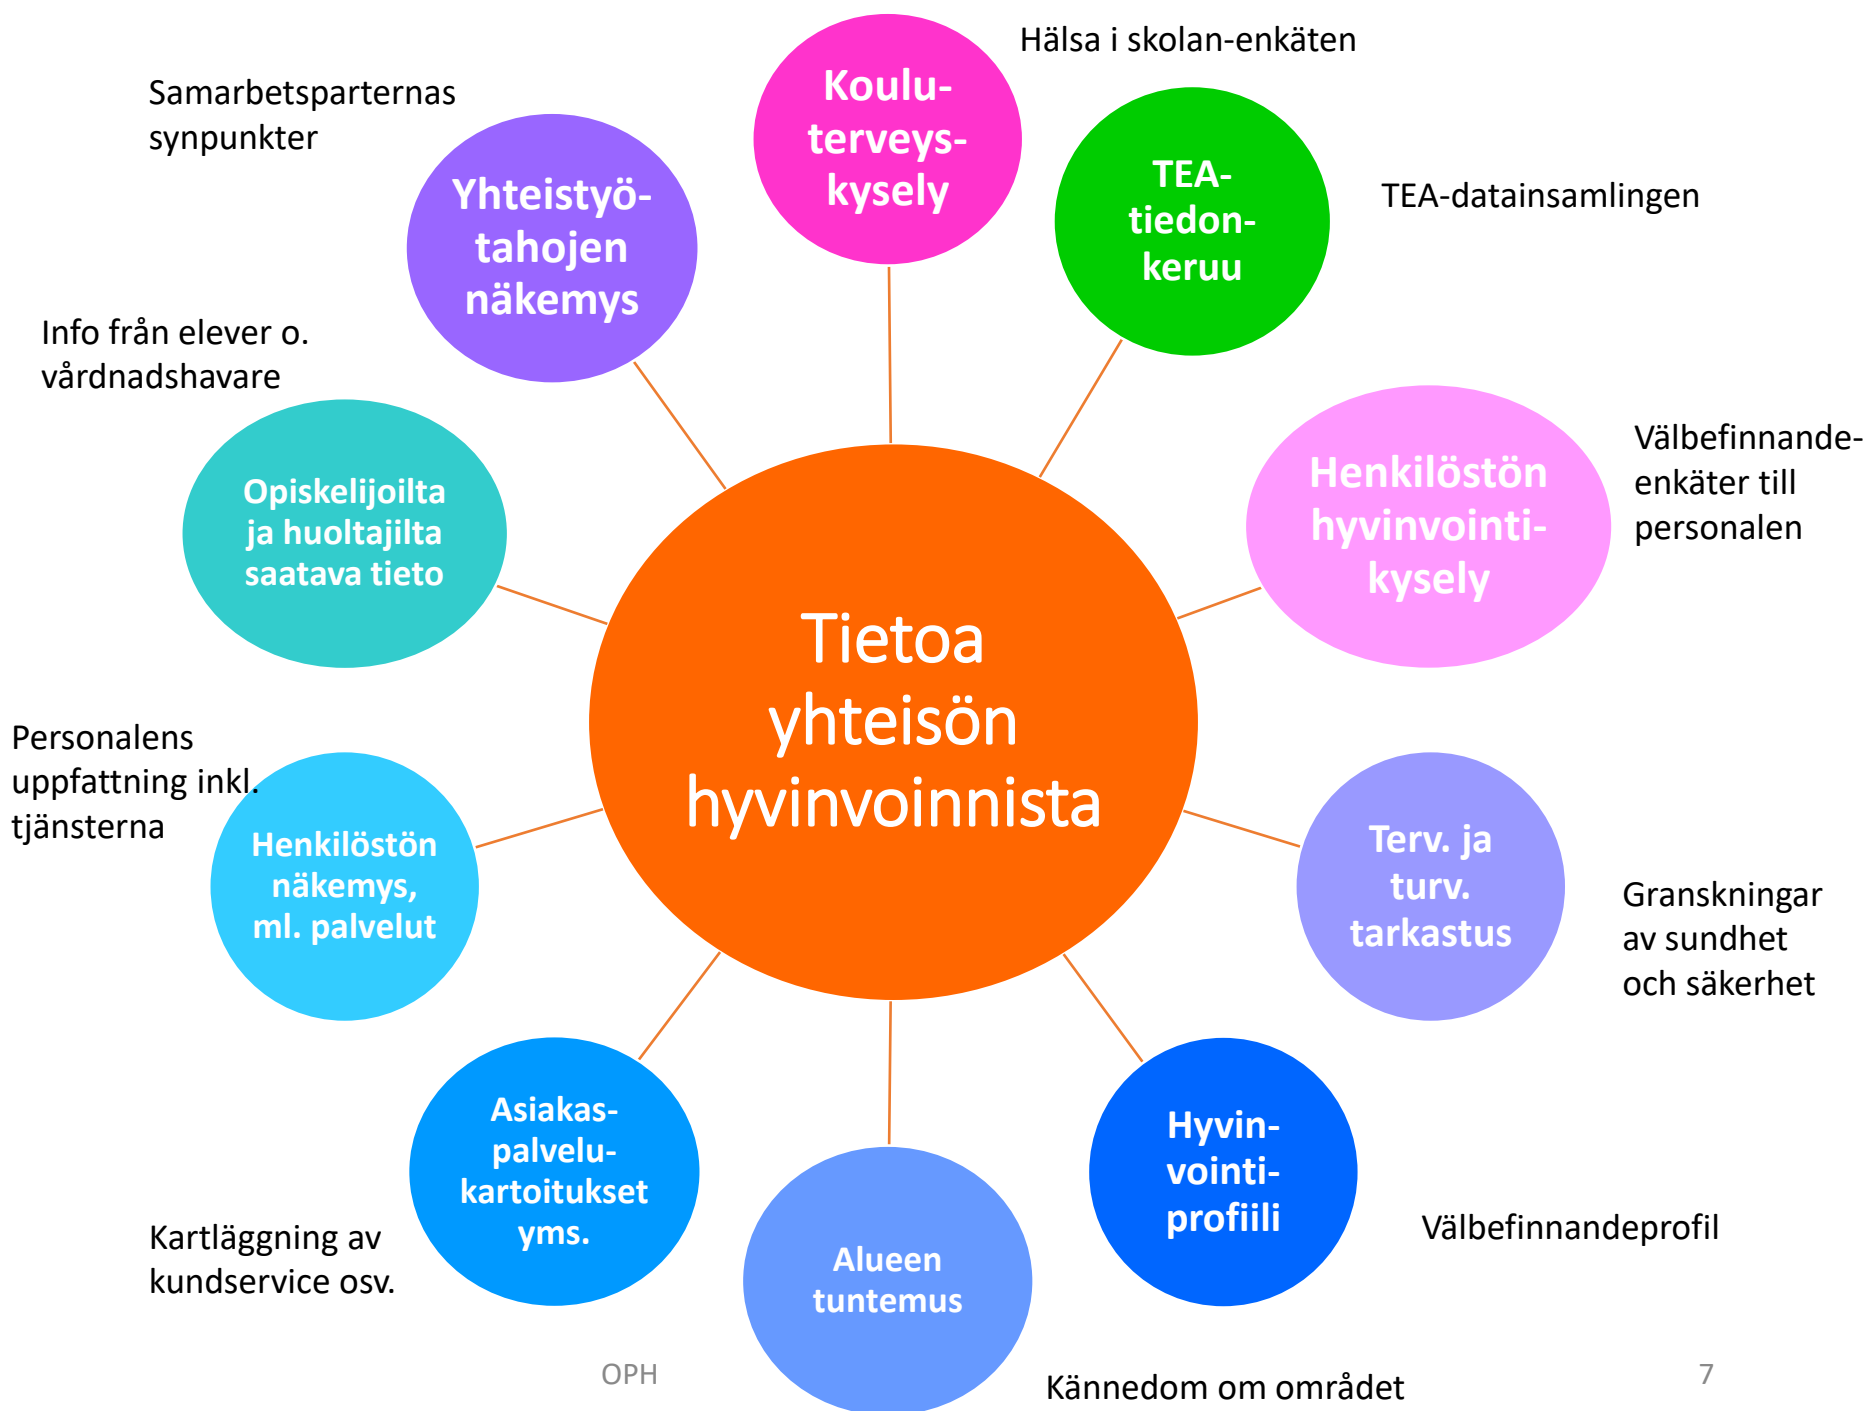 Hälsa i skolan-enkäten
Koulu-
terveys-
kysely
Samarbetsparternas
synpunkter
Yhteistyö-
tahojen
näkemys
TEA-
tiedon-
keruu
TEA-datainsamlingen
Info från elever o.
vårdnadshavare
Opiskelijoilta
ja huoltajilta
saatava tieto
Henkilöstön
hyvinvointi-
kysely
Välbefinnande-
enkäter till
personalen
Tietoa
yhteisön
hyvinvoinnista
Personalens
uppfattning inkl.
tjänsterna
Henkilöstön
näkemys,
ml. palvelut
Terv. ja
turv.
tarkastus
Granskningar
av sundhet
och säkerhet
Asiakas-
palvelu-
kartoitukset
yms.
Kartläggning av
kundservice osv.
Hyvin-
vointi-
profiili
Välbefinnandeprofil
Alueen
tuntemus
Kännedom om området
OPH
7